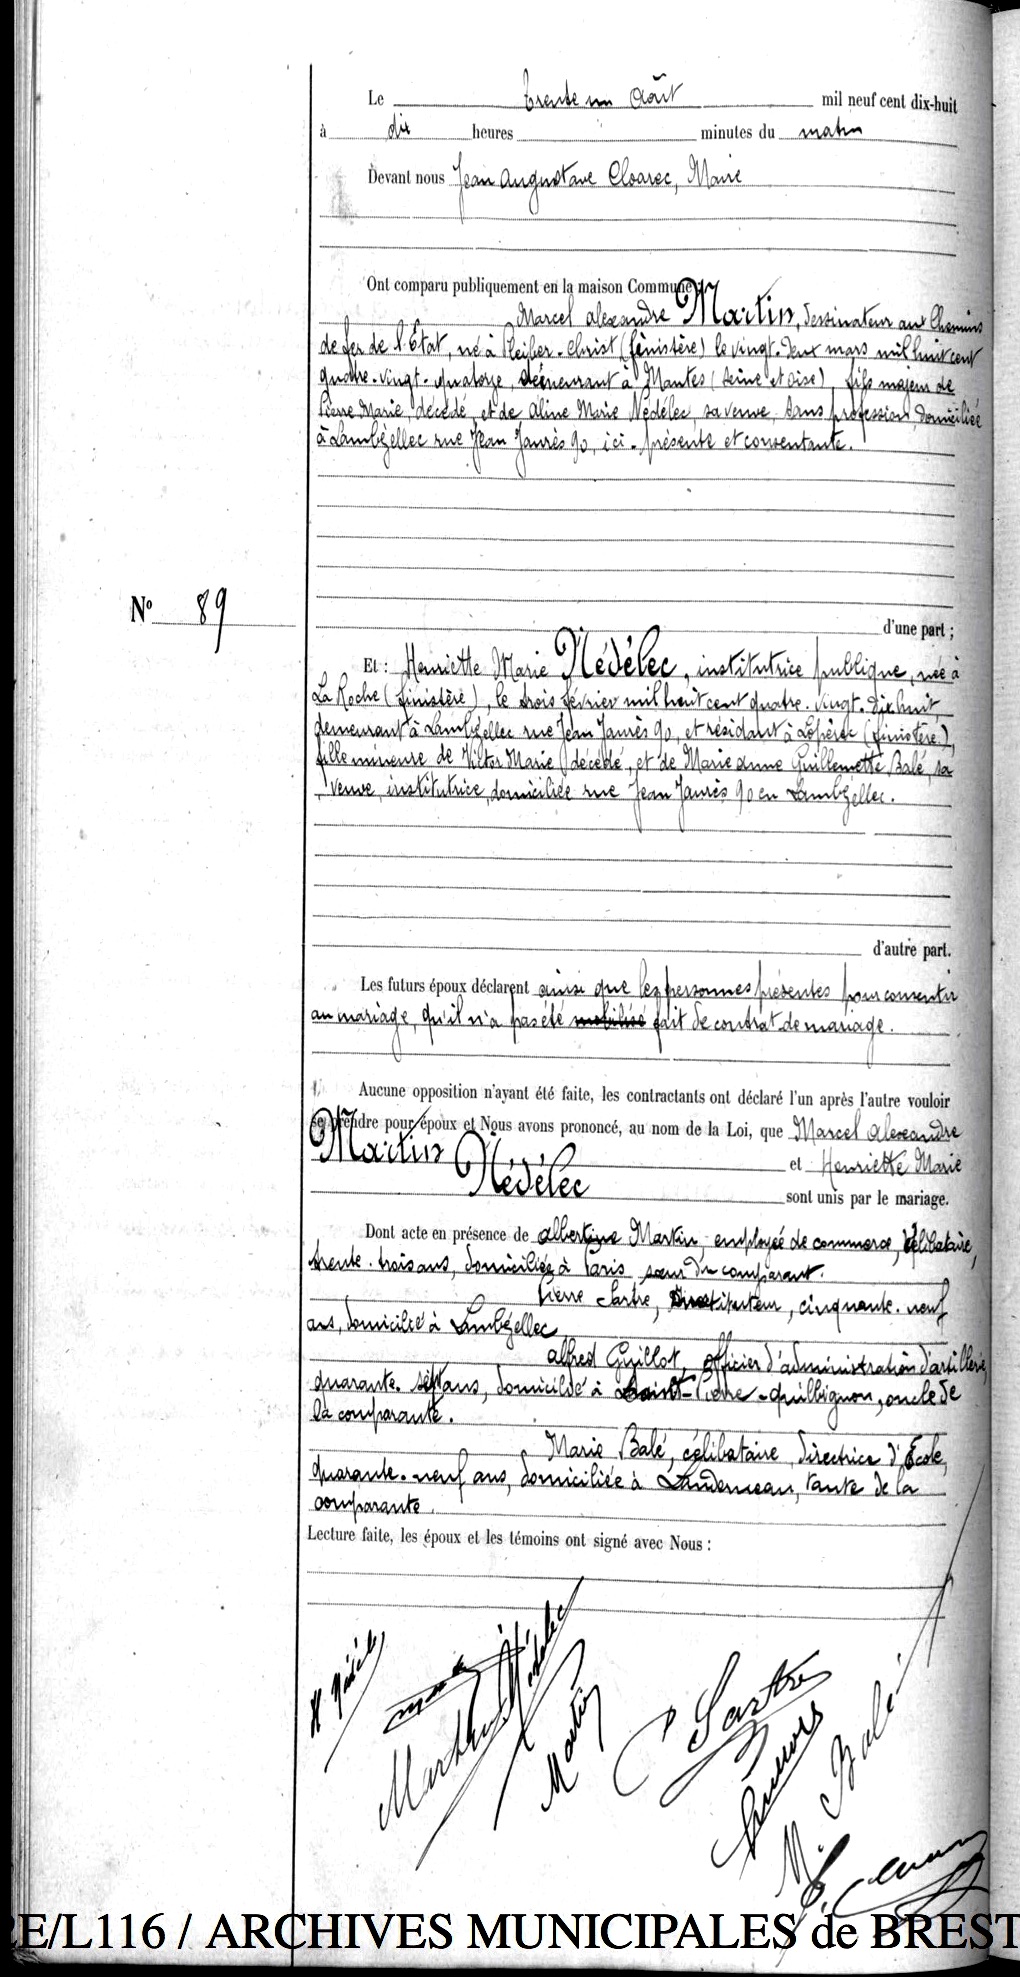 Le trente un août mil neuf cent dix-huit
à dix heures minutes du matin
Devant nous Jean Augustave Cloarec, Maire
Ont comparu publiquement en la maison Commune
Marcel Alexandre Martin, dessinateur aux Chemins
de fer de l'État, né à Pleiber-Christ (finistère) le vingt-deux mars mil huit cent
quatre-vingt-quatorze, demeurant à Mantes (Seine et Oise), fils majeur de
Pierre Marie, décédé, et de Aline Marie Nédélec, sa veuve, sans profession, domiciliée
à Lambézellec rue Jean Jaurès 90, ici-présente et consentante.
N° 89
d'une part ;
Et : Henriette Marie Nédélec, institutrice publique, née à
La Roche (finistère), le trois février mil huit cent quatre-vingt-dix huit,
demeurant à Lambézellec rue Jean Jaurès 90, et résidant à Lopérec (finistère),
fille mineure de Victor Marie, décédé, et de Marie Anne Guillemette Balé, sa
veuve, institutrice, domiciliée rue Jean Jaurès 90 en Lambézellec.
d'autre part.
Les futurs époux déclarent ainsi que les personnes présentes pour consentir
au mariage, qu'il n'a pas été mobilisé fait de contrat de mariage.
Aucune opposition n'ayant été faite, les contractants ont déclaré l'un après l'autre vouloir
se prendre pour époux et Nous avons prononcé, au nom de la Loi, que Marcel Alexandre
Martin et Henriette Marie
Nédélec sont unis par le mariage.
Dont acte en présence de Albertine Martin, employée de commerce, célibataire,
trente-trois ans, domiciliée à Paris, sœur du comparant.
Pierre Sartre, Instituteur, cinquante-neuf
ans, domicilié à Lambézellec
Alfred Guillot, officier d'administration d'artillerie,
quarante-sept ans, domicilié à Saint-Pierre-Quilbignon, oncle de
la comparante.
Marie Balé, célibataire, directrice d'École,
quarante-neuf ans, domiciliée à Landerneau, tante de la
comparante.
Lecture faite, les époux et les témoins ont signé avec Nous :
H Nédélec
Martin Nédélec
Martin
P Sartre
M. Balé
RE/L116 / ARCHIVES MUNICIPALES de BREST